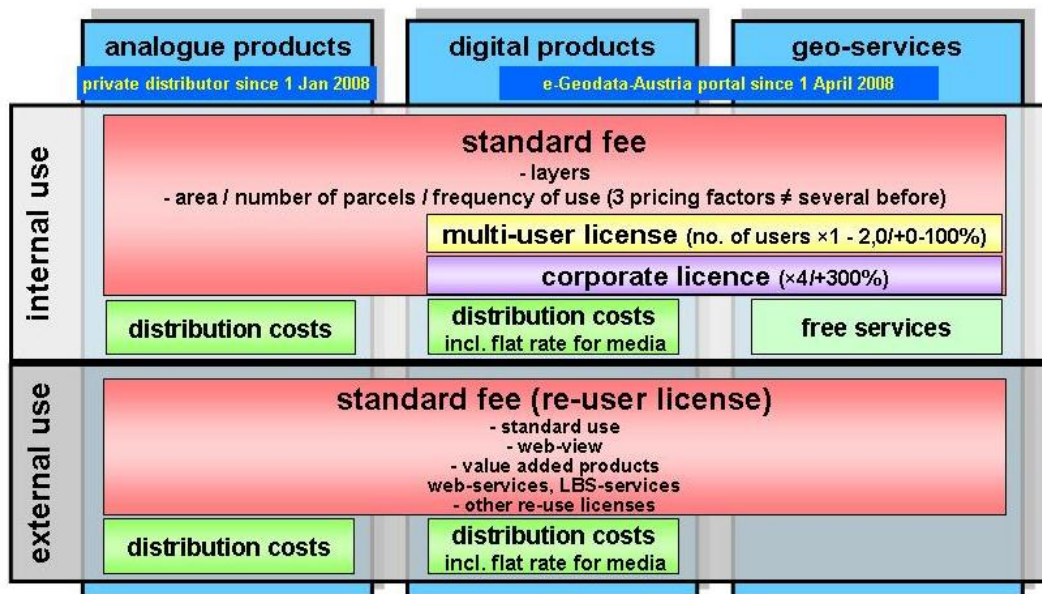 analogue products
digital products
geo-services
private distributor since 1 Jan 2008
e-Geodata-Austria portal since 1 April 2008
internal use
standard fee
- layers
- area / number of parcels / frequency of use (3 pricing factors ≠ several before)
multi-user license (no. of users ×1 - 2,0/+0-100%)
corporate licence (×4/+300%)
distribution costs
distribution costs
incl. flat rate for media
free services
external use
standard fee (re-user license)
- standard use
- web-view
- value added products
web-services, LBS-services
- other re-use licenses
distribution costs
distribution costs
incl. flat rate for media